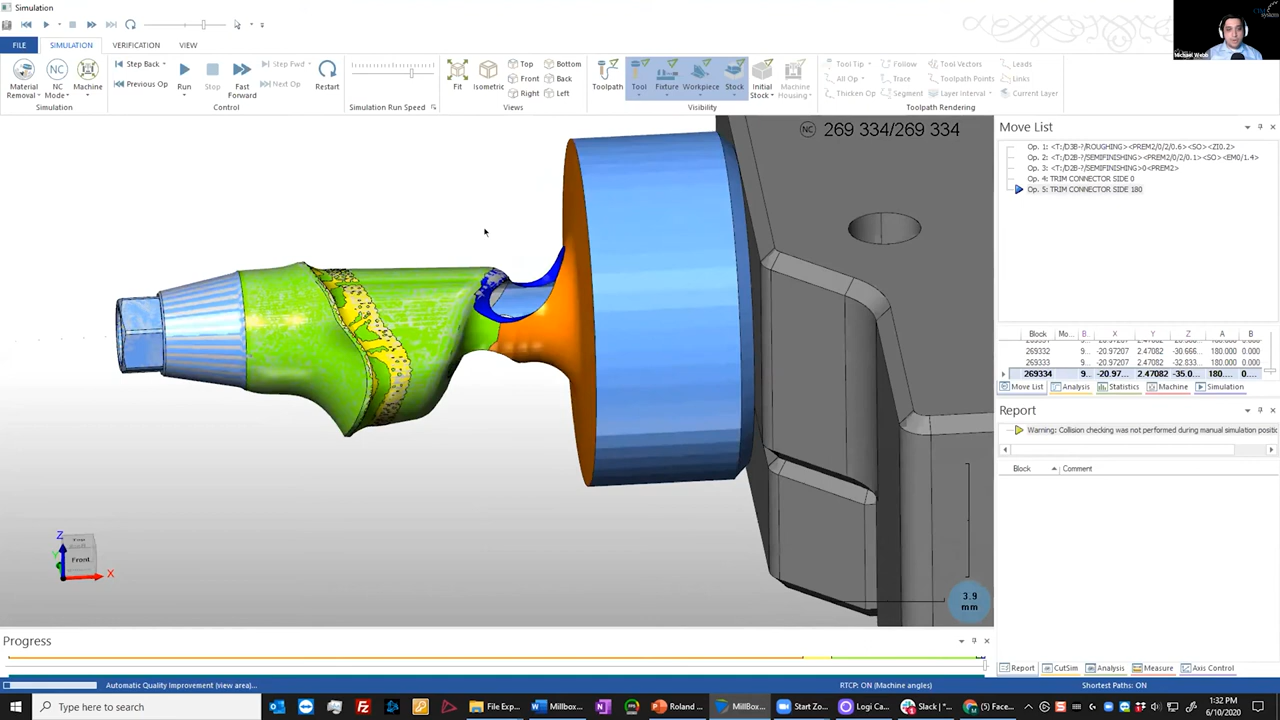 Simulation
CIMsystem
Michael Webb
FILE
SIMULATION
VERIFICATION
VIEW
Material Removal
NC Mode
Machine
Simulation
Step Back
Previous Op
Run
Stop
Fast Forward
Step Fwd
Next Op
Restart
Control
Simulation Run Speed
Fit
Isometric
Top
Front
Right
Bottom
Back
Left
Views
Toolpath
Tool
Fixture
Workpiece
Stock
Initial Stock
Machine Housing
Visibility
Tool Tip
All Op
Thicken Op
Follow
Trace
Segment
Tool Vectors
Toolpath Points
Layer Interval
Leads
Links
Current Layer
Toolpath Rendering
NC 269 334/269 334
Move List
Op. 1: <T:/D3B-?/ROUGHING><PREM2/0/2/0.6><SO><ZI0.2>
Op. 2: <T:/D2B-?/SEMIFINISHING><PREM2/0/2/0.1><SO><EM0/1.4>
Op. 3: <T:/D2B-?/SEMIFINISHING>0<PREM2>
Op. 4: TRIM CONNECTOR SIDE 0
Op. 5: TRIM CONNECTOR SIDE 180
Block Mo... B... X Y Z A B
269332 9... -20.97207 2.47082 -30.666... 180.000 0.000
269333 9... -20.97207 2.47082 -32.833... 180.000 0.000
269334 9... -20.97... 2.47082 -35.0... 180.... 0....
Move List
Analysis
Statistics
Machine
Simulation
Report
Warning: Collision checking was not performed during manual simulation positio
Block Comment
Z
Y
X
Top
Front
3.9
mm
Progress
Report
CutSim
Analysis
Measure
Axis Control
Automatic Quality Improvement (view area)...
RTCP: ON (Machine angles)
Shortest Paths: ON
Type here to search
File Exp...
Millbox...
Roland ...
MillBox...
Start Zo...
Logi Ca...
Slack | ...
(Face...
1:32 PM
6/10/2020